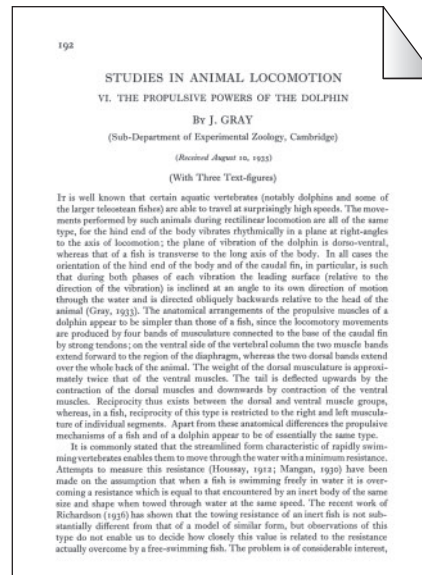 192
STUDIES IN ANIMAL LOCOMOTION
VI. THE PROPULSIVE POWERS OF THE DOLPHIN
By J. GRAY
(Sub-Department of Experimental Zoology, Cambridge)
(Received August 10, 1935)
(With Three Text-figures)
It is well known that certain aquatic vertebrates (notably dolphins and some of
the larger teleostean fishes) are able to travel at surprisingly high speeds. The move-
ments performed by such animals during rectilinear locomotion are all of the same
type, for the hind end of the body vibrates rhythmically in a plane at right-angles
to the axis of locomotion; the plane of vibration of the dolphin is dorso-ventral,
whereas that of a fish is transverse to the long axis of the body. In all cases the
orientation of the hind end of the body and of the caudal fin, in particular, is such
that during both phases of each vibration the leading surface (relative to the
direction of the vibration) is inclined at an angle to its own direction of motion
through the water and is directed obliquely backwards relative to the head of the
animal (Gray, 1933). The anatomical arrangements of the propulsive muscles of a
dolphin appear to be simpler than those of a fish, since the locomotory movements
are produced by four bands of musculature connected to the base of the caudal fin
by strong tendons; on the ventral side of the vertebral column the two muscle bands
extend forward to the region of the diaphragm, whereas the two dorsal bands extend
over the whole back of the animal. The weight of the dorsal musculature is approxi-
mately twice that of the ventral muscles. The tail is deflected upwards by the
contraction of the dorsal muscles and downwards by contraction of the ventral
muscles. Reciprocity thus exists between the dorsal and ventral muscle groups,
whereas, in a fish, reciprocity of this type is restricted to the right and left muscula-
ture of individual segments. Apart from these anatomical differences the propulsive
mechanisms of a fish and of a dolphin appear to be of essentially the same type.
It is commonly stated that the streamlined form characteristic of rapidly swim-
ming vertebrates enables them to move through the water with a minimum resistance.
Attempts to measure this resistance (Houssay, 1912; Mangan, 1930) have been
made on the assumption that when a fish is swimming freely in water it is over-
coming a resistance which is equal to that encountered by an inert body of the same
size and shape when towed through water at the same speed. The recent work of
Richardson (1936) has shown that the towing resistance of an inert fish is not sub-
stantially different from that of a model of similar form, but observations of this
type do not enable us to decide how closely this value is related to the resistance
actually overcome by a free-swimming fish. The problem is of considerable interest,